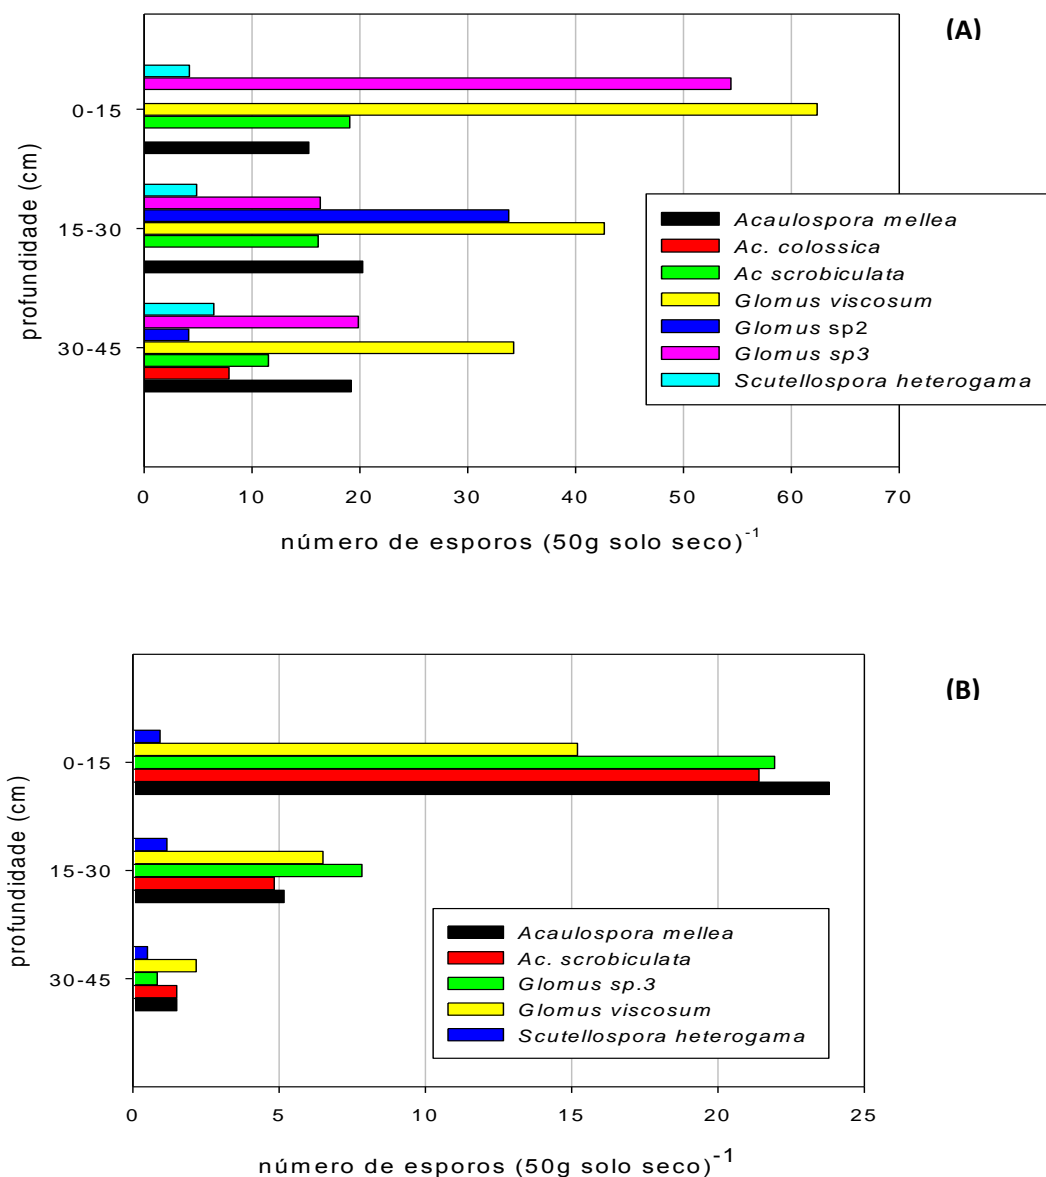 (A)
profundidade (cm)
0-15
15-30
30-45
Acaulospora mellea
Ac. colossica
Ac scrobiculata
Glomus viscosum
Glomus sp2
Glomus sp3
Scutellospora heterogama
0 10 20 30 40 50 60 70
número de esporos (50g solo seco)-1
(B)
profundidade (cm)
0-15
15-30
30-45
Acaulospora mellea
Ac. scrobiculata
Glomus sp.3
Glomus viscosum
Scutellospora heterogama
0 5 10 15 20 25
número de esporos (50g solo seco)-1